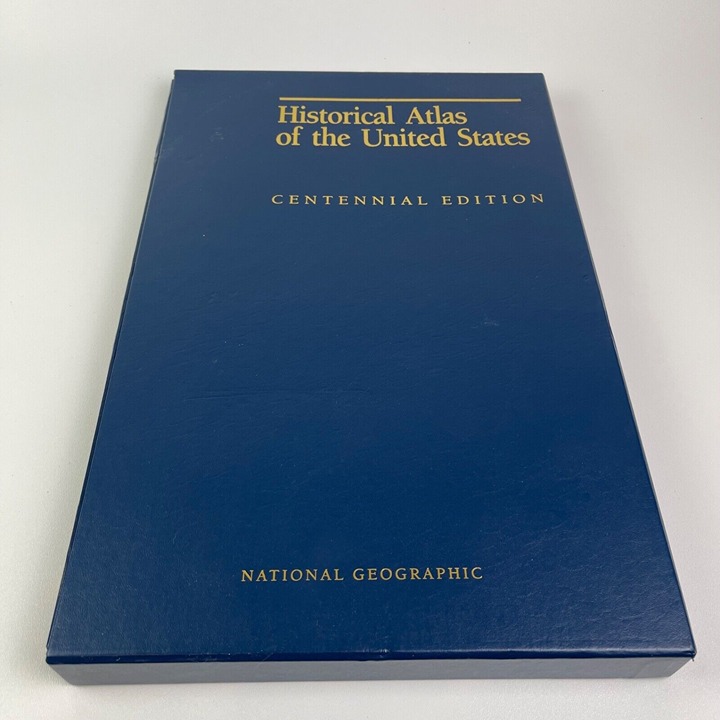 Historical Atlas
of the United States
CENTENNIAL EDITION
NATIONAL GEOGRAPHIC